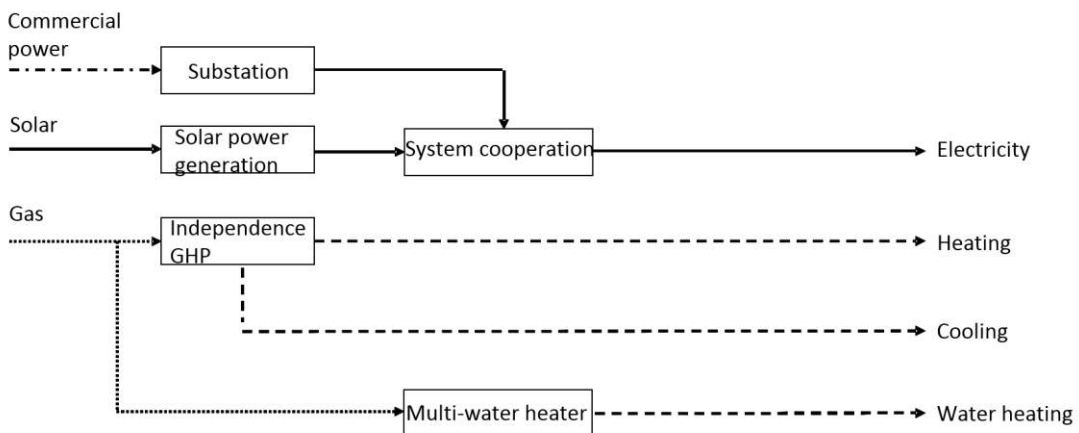 Commercial
power
Substation
Solar
Solar power
generation
System cooperation
Electricity
Gas
Independence
GHP
Heating
Cooling
Multi-water heater
Water heating